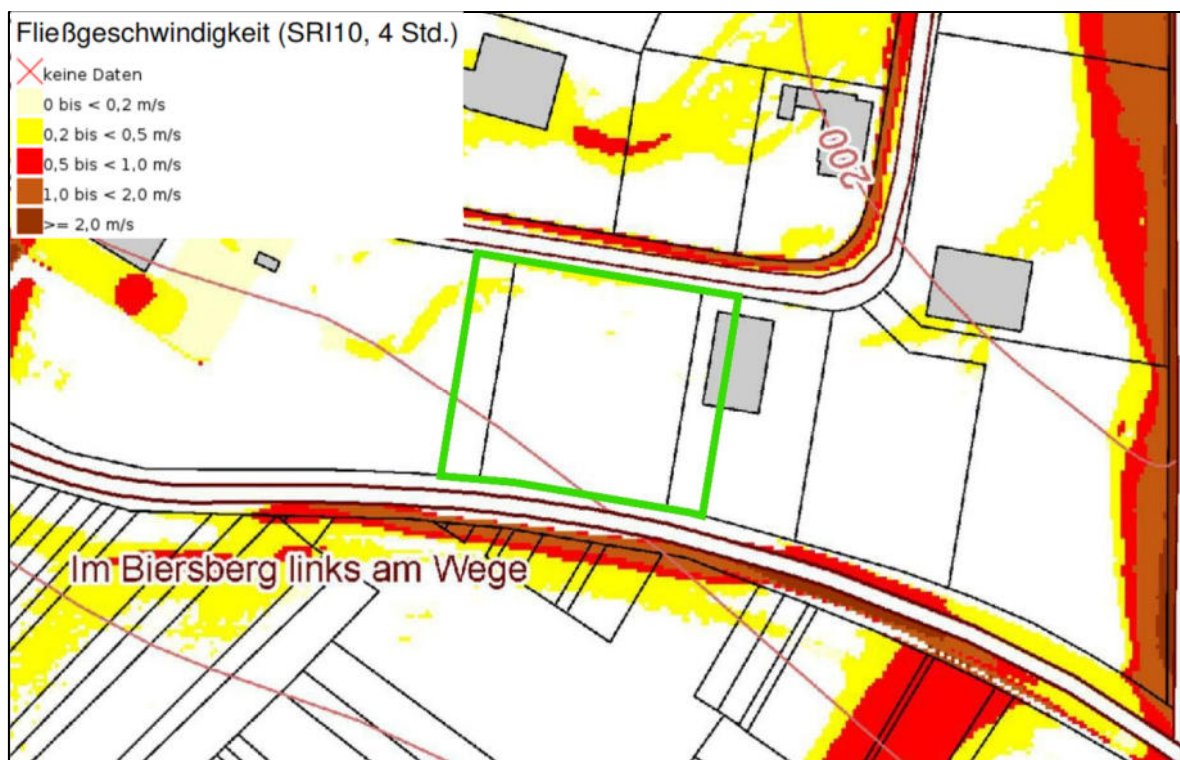 Fließgeschwindigkeit (SRI10, 4 Std.)
keine Daten
0 bis < 0,2 m/s
0,2 bis < 0,5 m/s
0,5 bis < 1,0 m/s
1,0 bis < 2,0 m/s
>= 2,0 m/s
200
Im Biersberg links am Wege